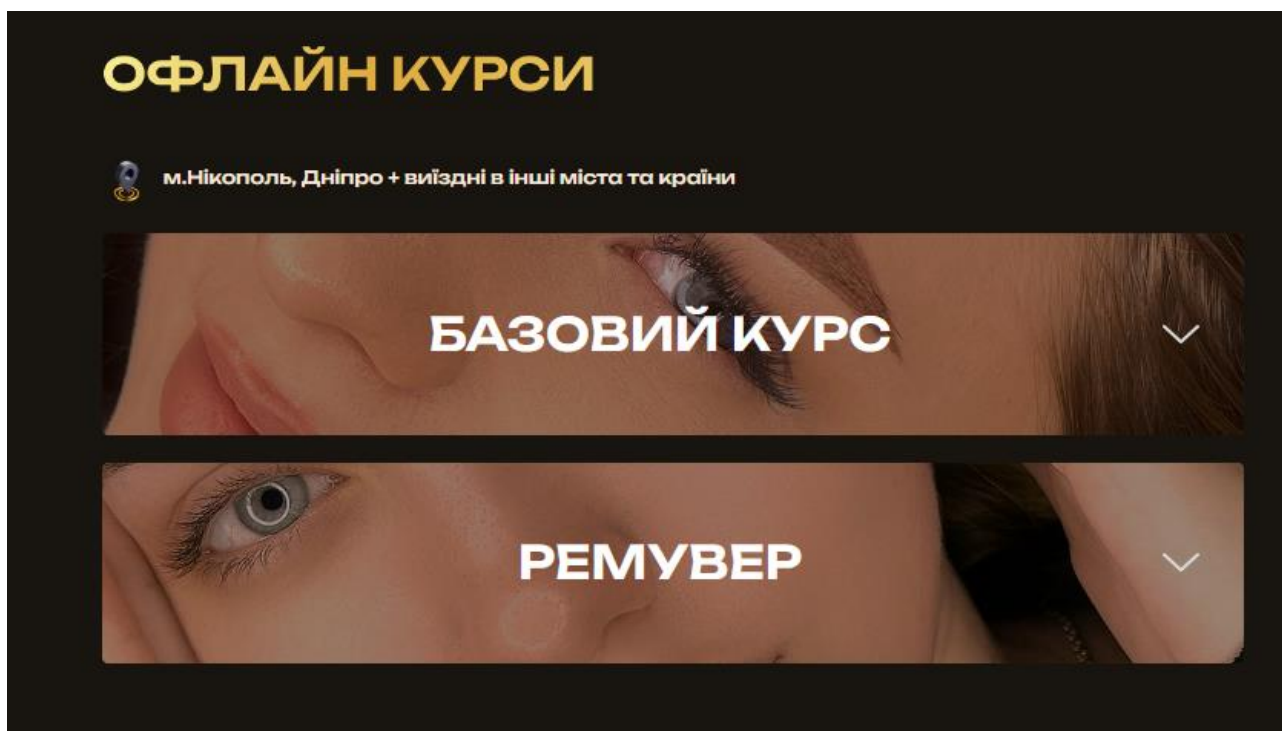 ОФЛАЙН КУРСИ
м.Нікополь, Дніпро + виїздні в інші міста та країни
БАЗОВИЙ КУРС
РЕМУВЕР